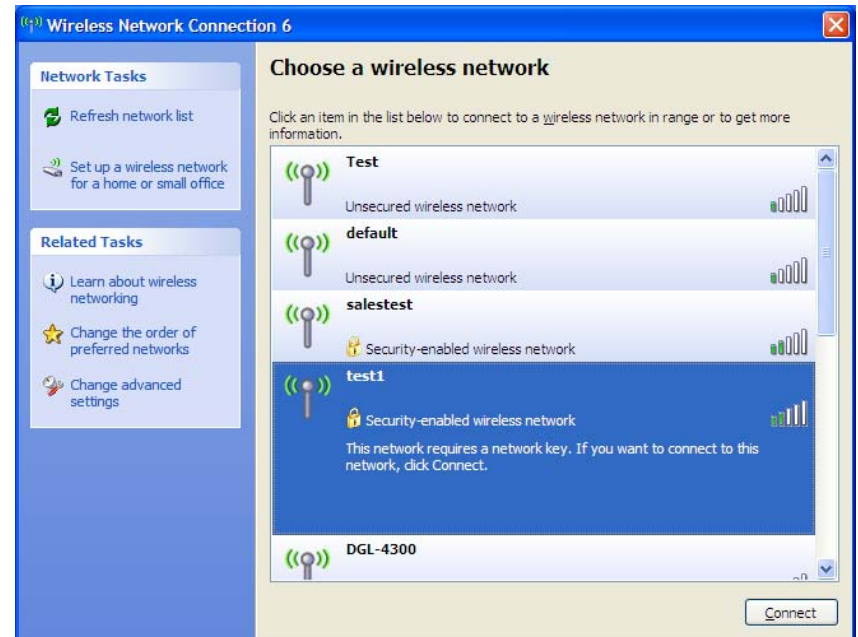 Wireless Network Connection 6
Network Tasks
Refresh network list
Set up a wireless network
for a home or small office
Related Tasks
Learn about wireless
networking
Change the order of
preferred networks
Change advanced
settings
Choose a wireless network
Click an item in the list below to connect to a wireless network in range or to get more
information.
Test
Unsecured wireless network
default
Unsecured wireless network
salestest
Security-enabled wireless network
test1
Security-enabled wireless network
This network requires a network key. If you want to connect to this
network, click Connect.
DGL-4300
Connect